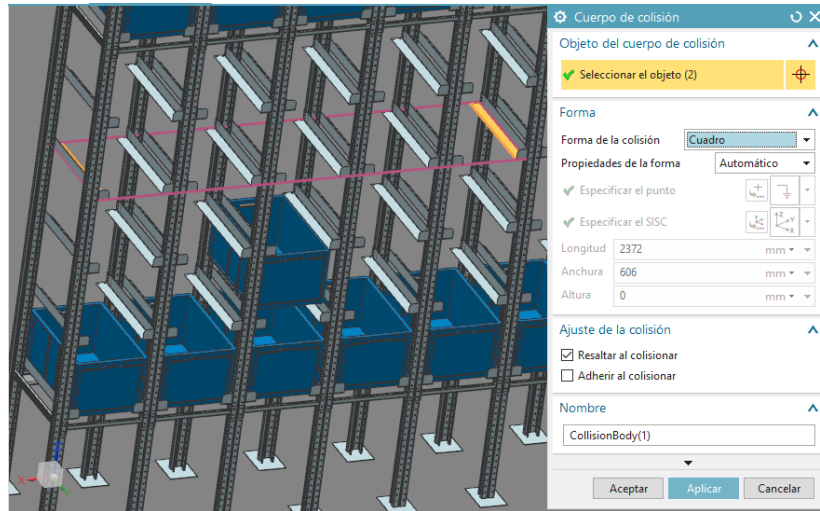 Cuerpo de colisión
Objeto del cuerpo de colisión
Seleccionar el objeto (2)
Forma
Forma de la colisión Cuadro
Propiedades de la forma Automático
Especificar el punto
Especificar el SISC
Longitud 2372 mm
Anchura 606 mm
Altura 0 mm
Ajuste de la colisión
Resaltar al colisionar
Adherir al colisionar
Nombre
CollisionBody(1)
Aceptar Aplicar Cancelar
X